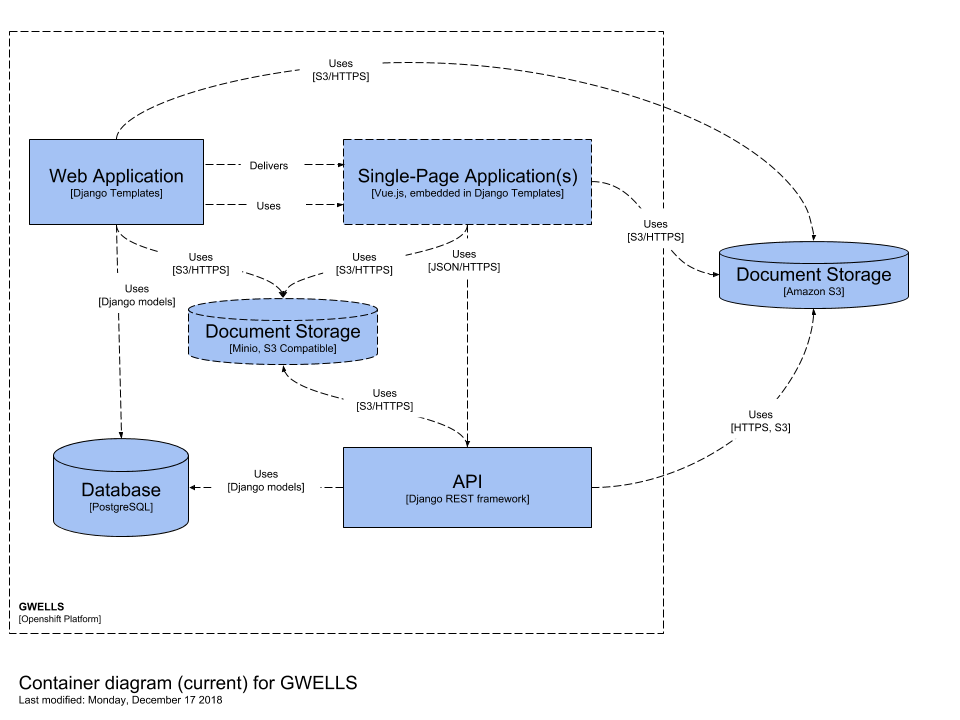 Uses
[S3/HTTPS]
Web Application
[Django Templates]
Delivers
Uses
Single-Page Application(s)
[Vue.js, embedded in Django Templates]
Uses
[S3/HTTPS]
Uses
[S3/HTTPS]
Uses
[S3/HTTPS]
Uses
[JSON/HTTPS]
Uses
[Django models]
Document Storage
[Amazon S3]
Document Storage
[Minio, S3 Compatible]
Uses
[S3/HTTPS]
Uses
[HTTPS, S3]
Database
[PostgreSQL]
Uses
[Django models]
API
[Django REST framework]
GWELLS
[Openshift Platform]
Container diagram (current) for GWELLS
Last modified: Monday, December 17 2018